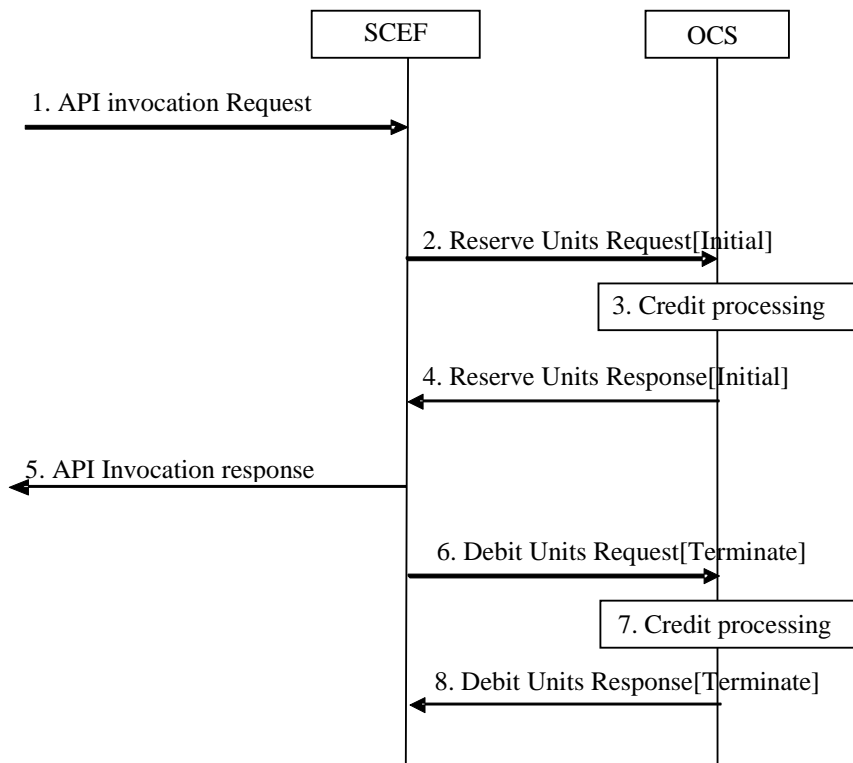 SCEF
OCS
1. API invocation Request
2. Reserve Units Request[Initial]
3. Credit processing
4. Reserve Units Response[Initial]
5. API Invocation response
6. Debit Units Request[Terminate]
7. Credit processing
8. Debit Units Response[Terminate]